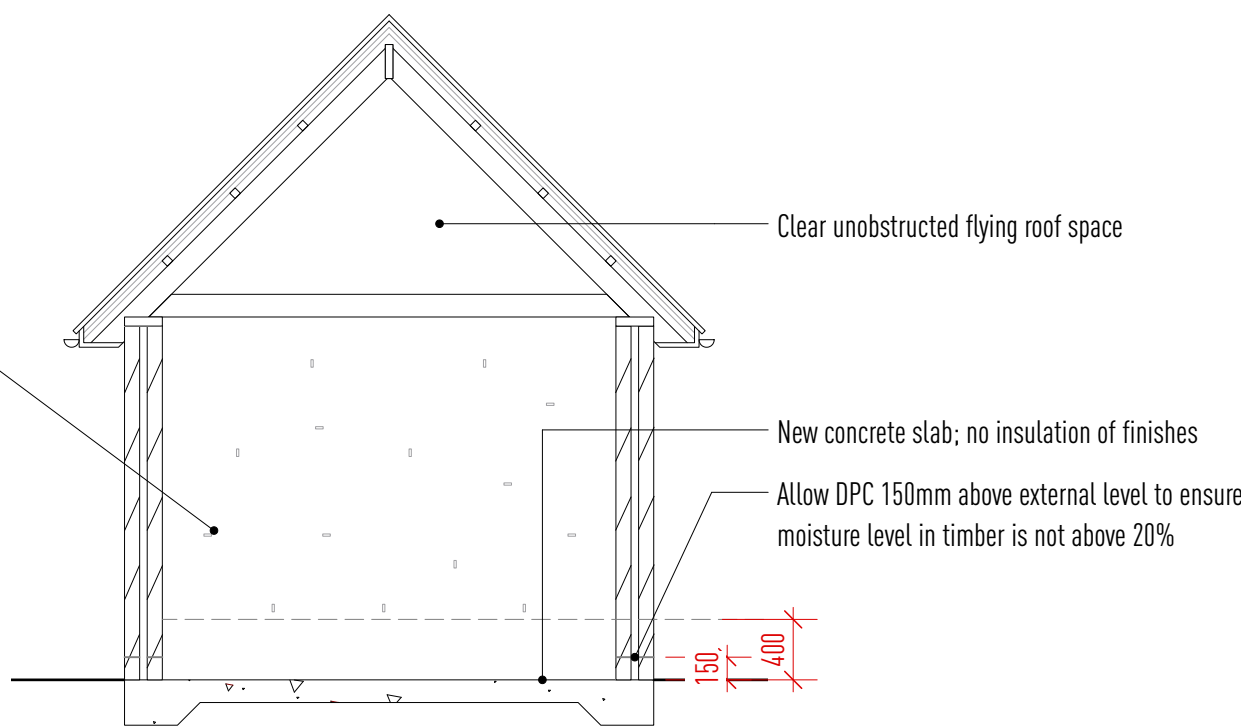 Clear unobstructed flying roof space
New concrete slab; no insulation of finishes
Allow DPC 150mm above external level to ensure
moisture level in timber is not above 20%
150,
400